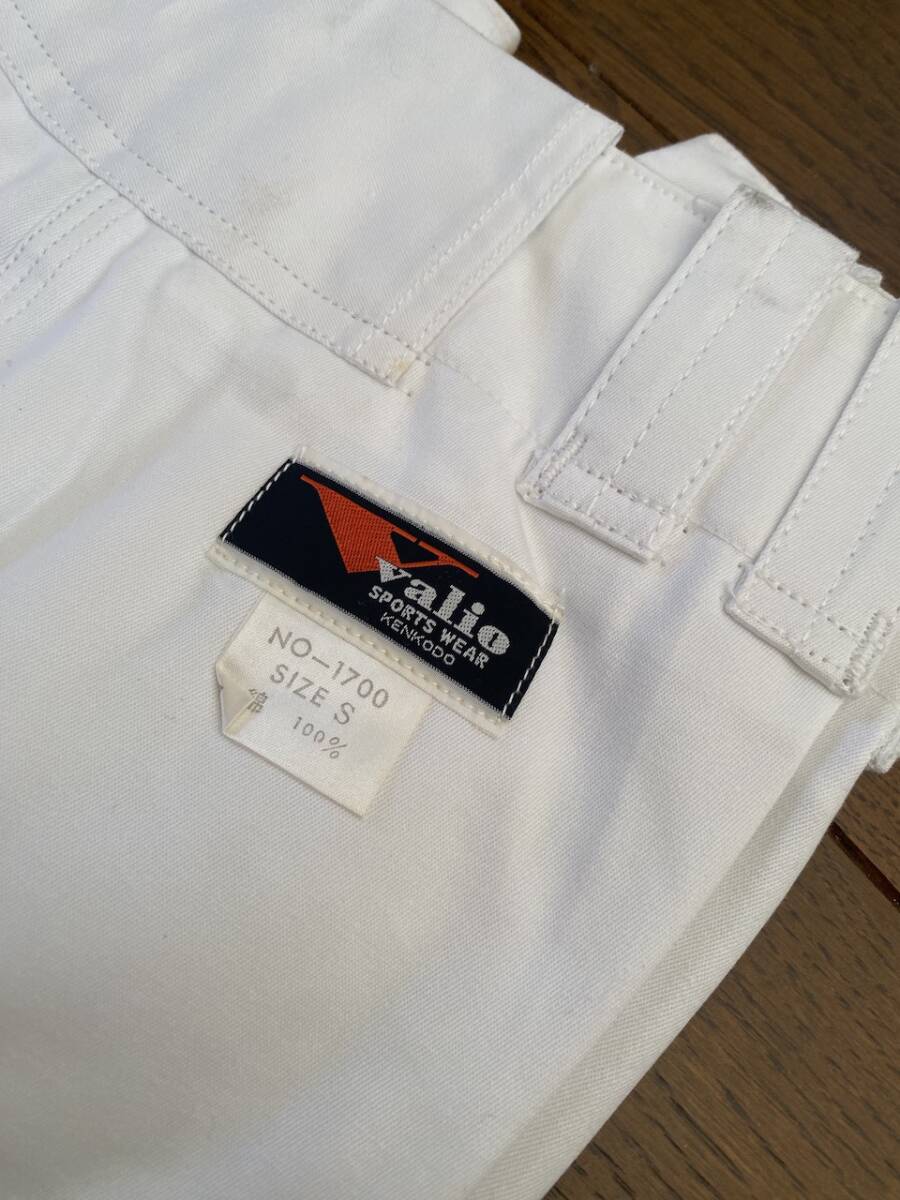 valio
SPORTS WEAR
KENKODO
NO-1700
SIZE S
綿 100%